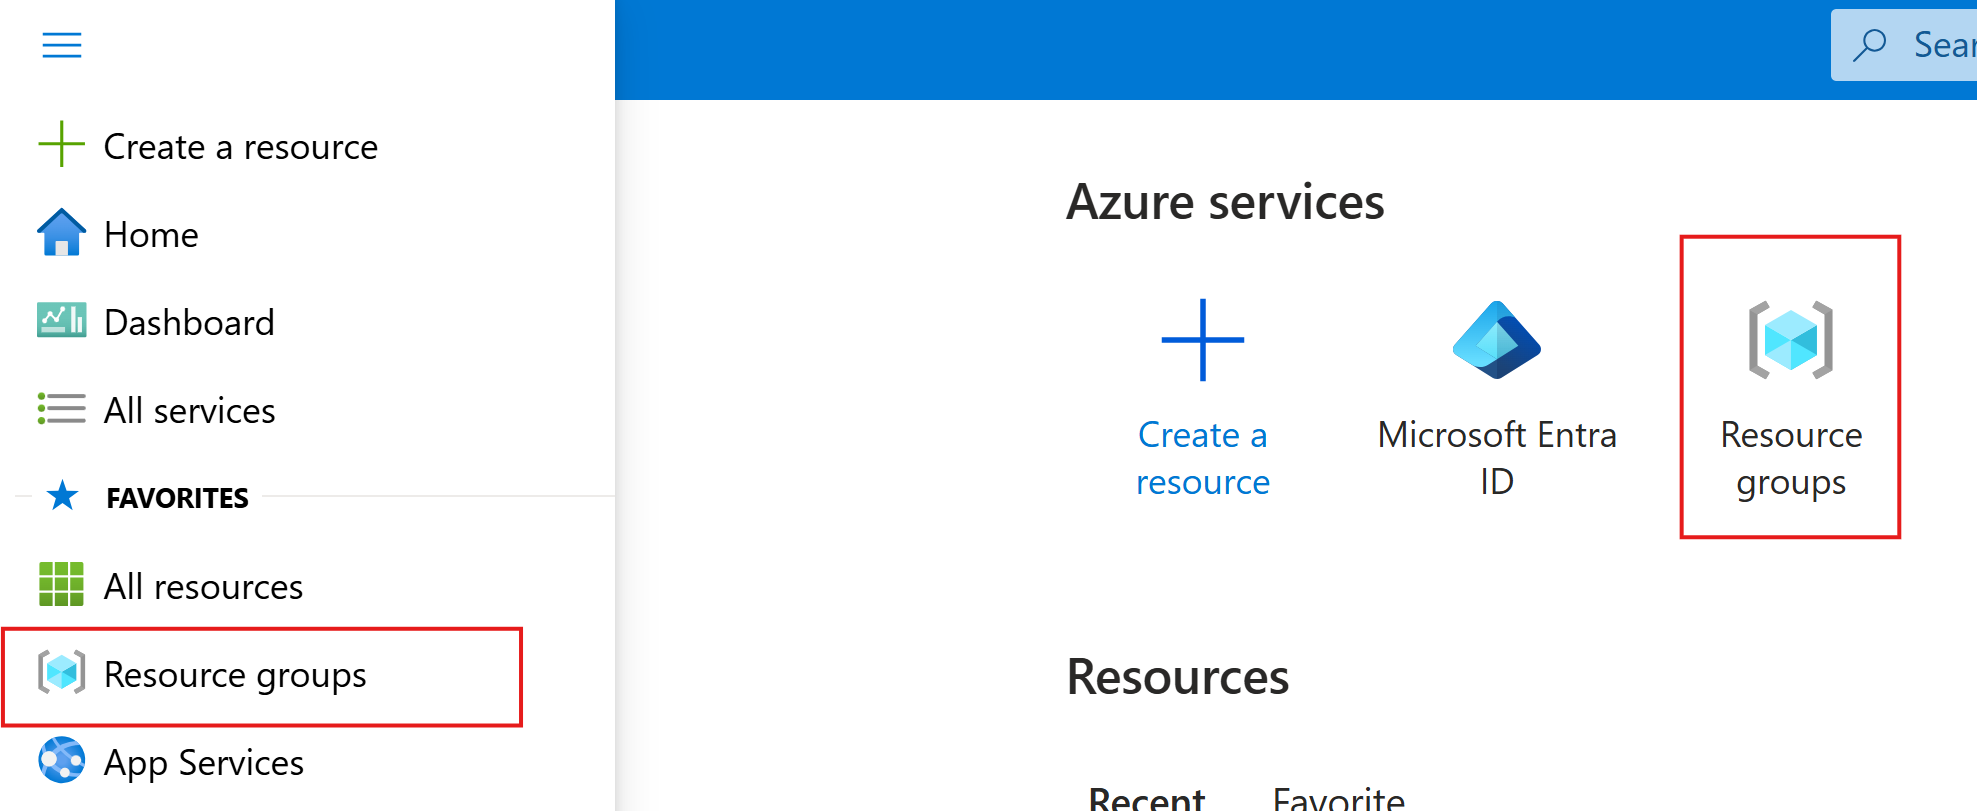 Create a resource
Home
Dashboard
All services
FAVORITES
All resources
Resource groups
App Services
Azure services
Create a
resource
Microsoft Entra
ID
Resource
groups
Resources
Recent
Favorite